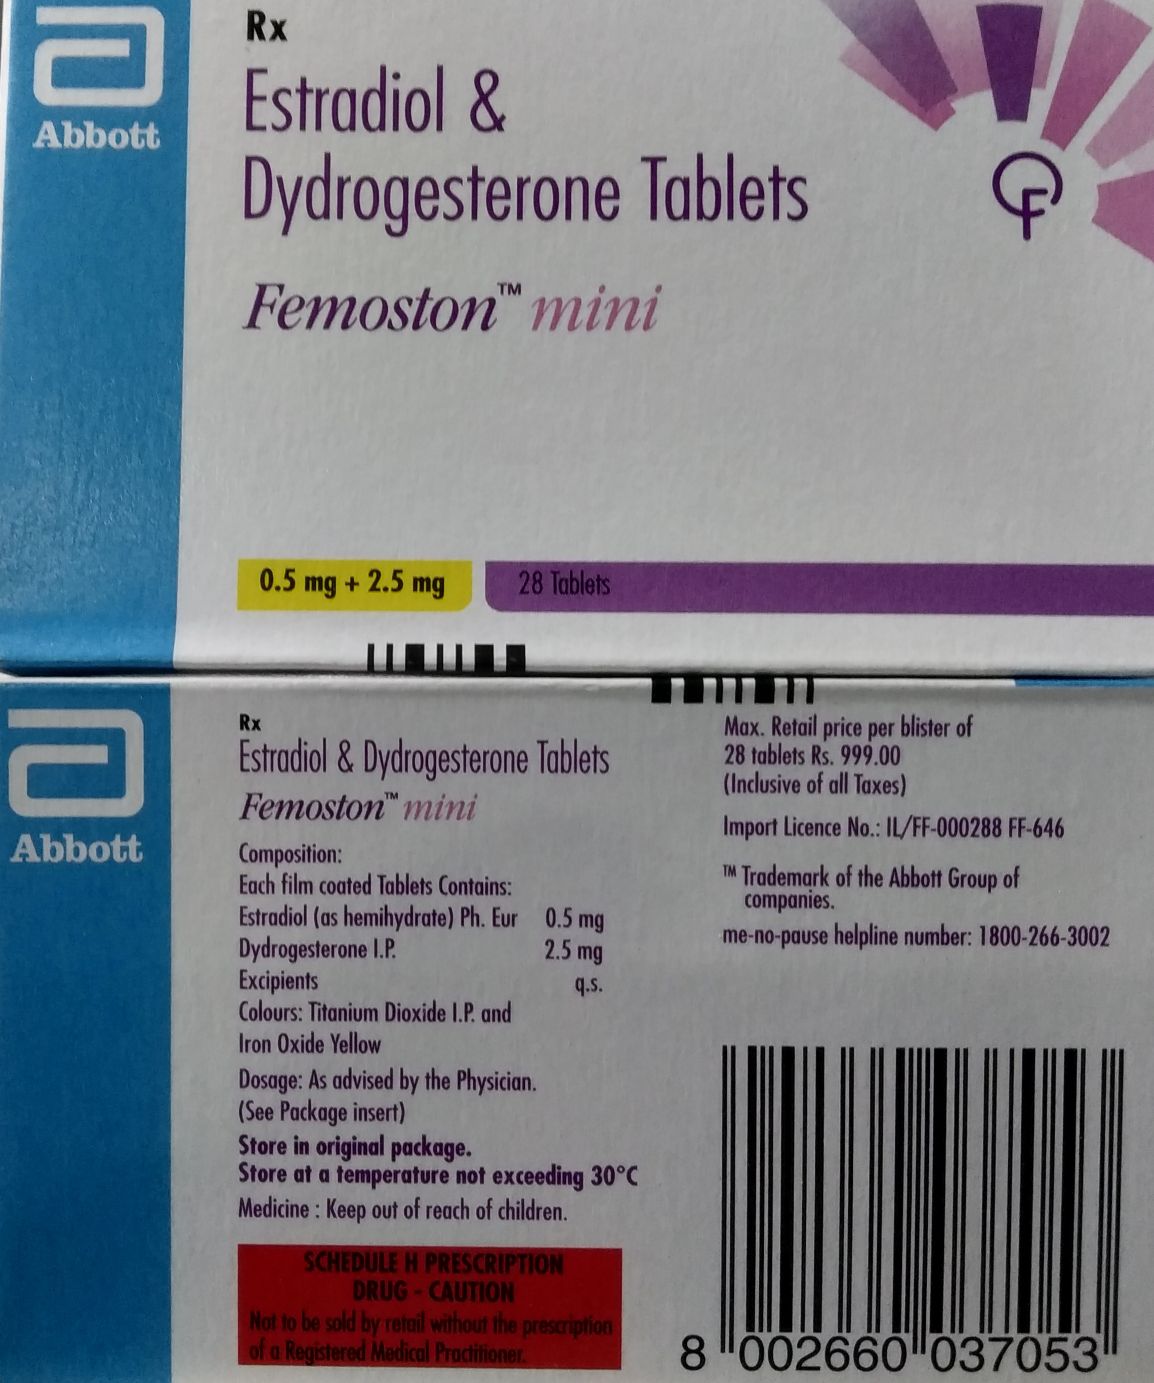 Abbott
Rx
Estradiol &
Dydrogesterone Tablets
Femoston™ mini
0.5 mg + 2.5 mg
28 Tablets
Abbott
Rx
Estradiol & Dydrogesterone Tablets
Femoston™ mini
Composition:
Each film coated Tablets Contains:
Estradiol (as hemihydrate) Ph. Eur 0.5 mg
Dydrogesterone I.P. 2.5 mg
Excipients q.s.
Colours: Titanium Dioxide I.P. and
Iron Oxide Yellow
Dosage: As advised by the Physician.
(See Package insert)
Store in original package.
Store at a temperature not exceeding 30°C
Medicine : Keep out of reach of children.
SCHEDULE H PRESCRIPTION
DRUG - CAUTION
Not to be sold by retail without the prescription
of a Registered Medical Practitioner.
Max. Retail price per blister of
28 tablets Rs. 999.00
(Inclusive of all Taxes)
Import Licence No.: IL/FF-000288 FF-646
™ Trademark of the Abbott Group of
companies.
me-no-pause helpline number: 1800-266-3002
8 002660 037053